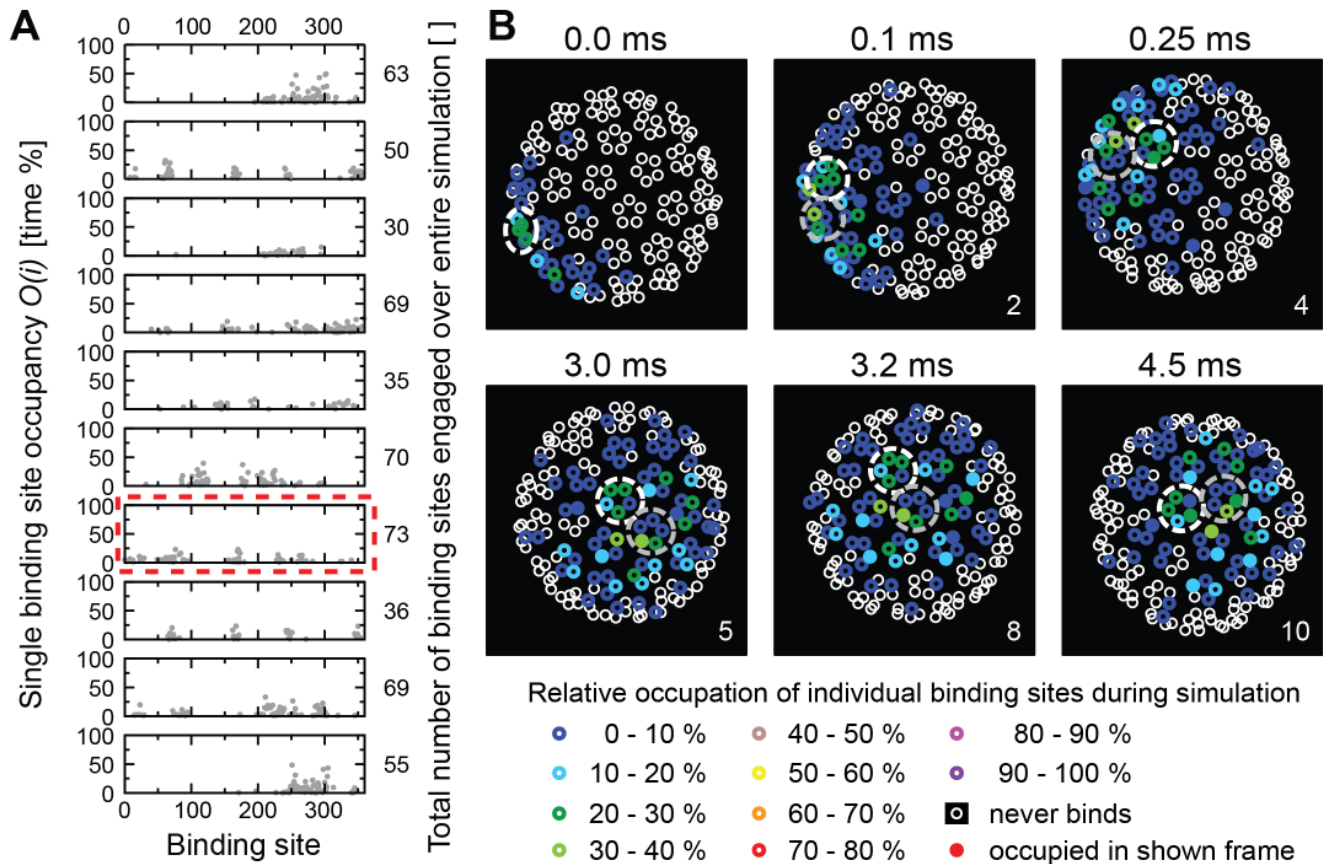 A
0 100 200 300
Single binding site occupancy O(i) [time %]
100
50
0
63
100
50
0
50
100
50
0
30
100
50
0
69
100
50
0
35
100
50
0
70
100
50
0
73
100
50
0
36
100
50
0
69
100
50
0
55
0 100 200 300
Binding site
Total number of binding sites engaged over entire simulation [ ]
B
0.0 ms 0.1 ms 0.25 ms
2 4
3.0 ms 3.2 ms 4.5 ms
5 8 10
Relative occupation of individual binding sites during simulation
0 - 10 % 40 - 50 % 80 - 90 %
10 - 20 % 50 - 60 % 90 - 100 %
20 - 30 % 60 - 70 % never binds
30 - 40 % 70 - 80 % occupied in shown frame